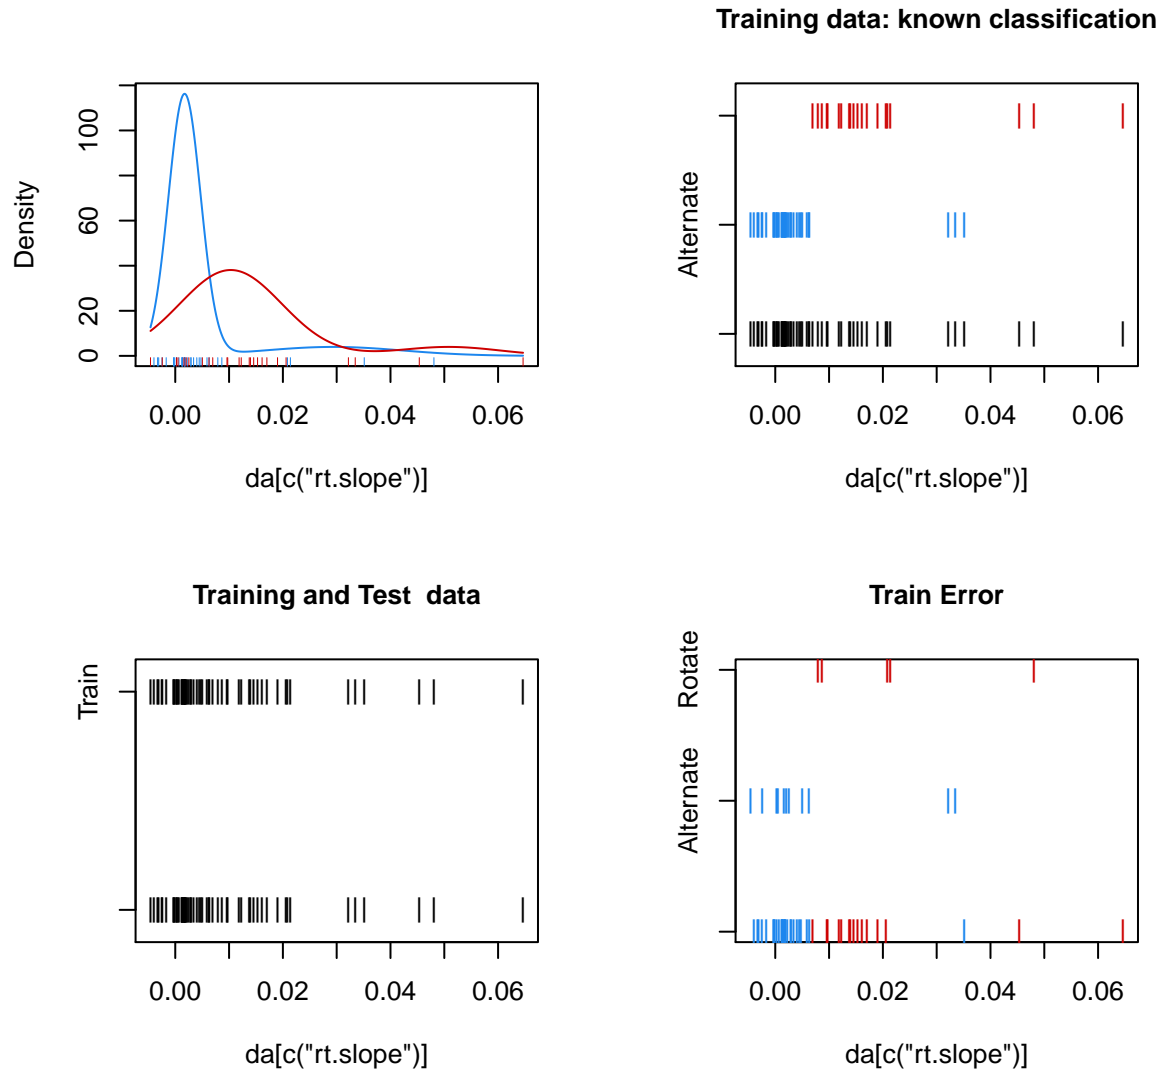 Density
0
20
60
100
0.00 0.02 0.04 0.06
da[c("rt.slope")]
Training data: known classification
Alternate
0.00 0.02 0.04 0.06
da[c("rt.slope")]
Training and Test  data
Train
0.00 0.02 0.04 0.06
da[c("rt.slope")]
Train Error
Rotate
Alternate
0.00 0.02 0.04 0.06
da[c("rt.slope")]